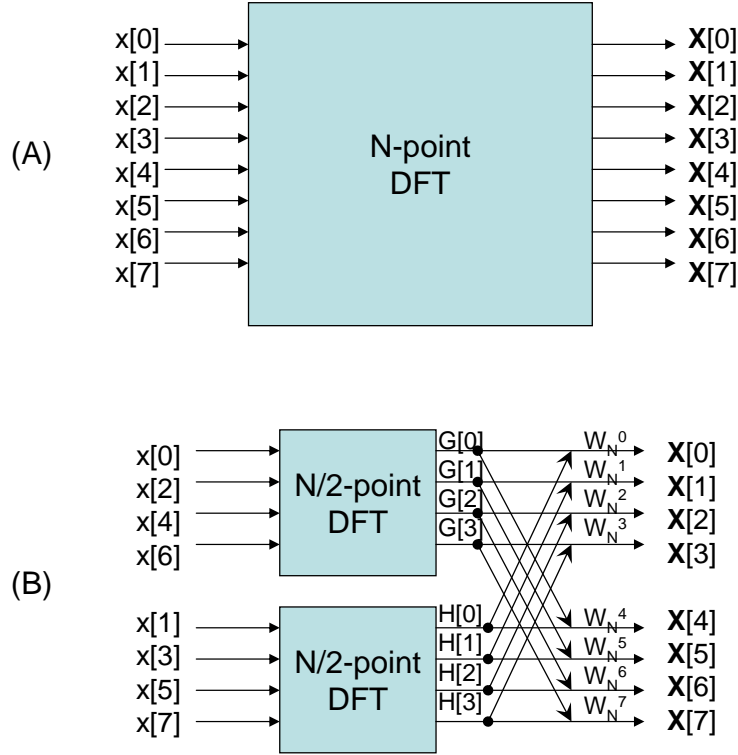 (A)
x[0]
x[1]
x[2]
x[3]
x[4]
x[5]
x[6]
x[7]
N-point
DFT
X[0]
X[1]
X[2]
X[3]
X[4]
X[5]
X[6]
X[7]
(B)
x[0]
x[2]
x[4]
x[6]
N/2-point
DFT
G[0]
G[1]
G[2]
G[3]
W_N^0
W_N^1
W_N^2
W_N^3
X[0]
X[1]
X[2]
X[3]
x[1]
x[3]
x[5]
x[7]
N/2-point
DFT
H[0]
H[1]
H[2]
H[3]
W_N^4
W_N^5
W_N^6
W_N^7
X[4]
X[5]
X[6]
X[7]